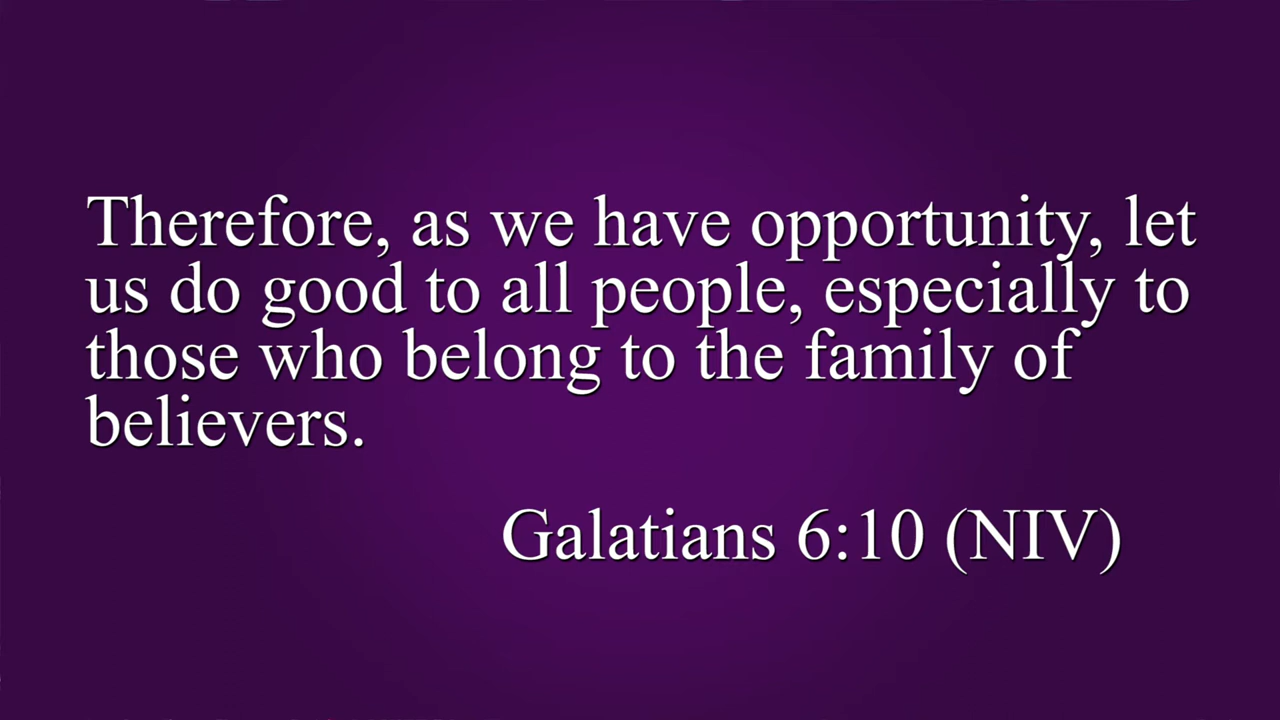 Therefore, as we have opportunity, let
us do good to all people, especially to
those who belong to the family of
believers.
Galatians 6:10 (NIV)